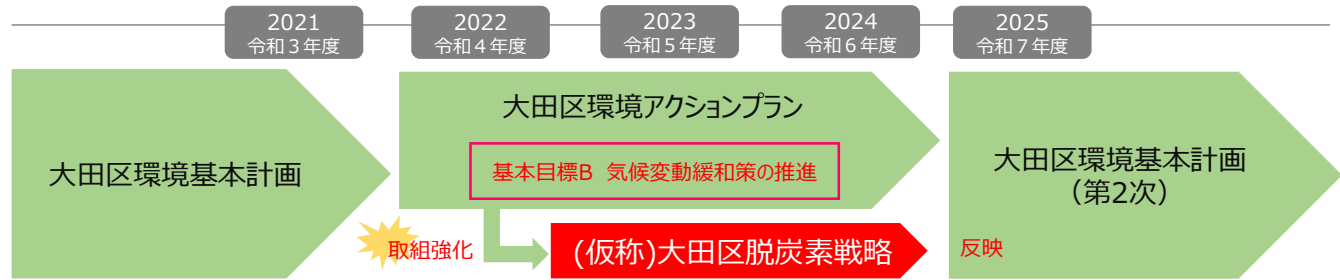 2021
令和３年度
2022
令和４年度
2023
令和５年度
2024
令和６年度
2025
令和７年度
大田区環境基本計画
大田区環境アクションプラン
基本目標B 気候変動緩和策の推進
取組強化
(仮称)大田区脱炭素戦略
大田区環境基本計画
（第2次）
反映